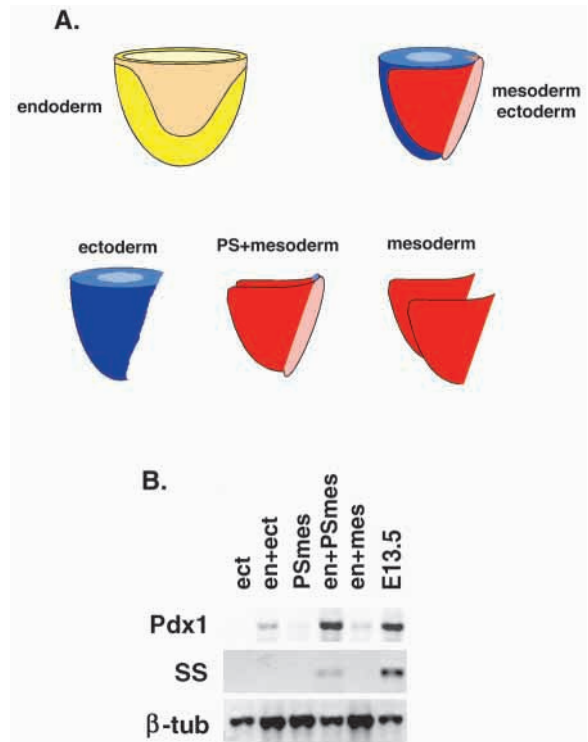 A.
endoderm
mesoderm
ectoderm
ectoderm
PS+mesoderm
mesoderm
B.
ect
en+ect
PSmes
en+PSmes
en+mes
E13.5
Pdx1
SS
β-tub